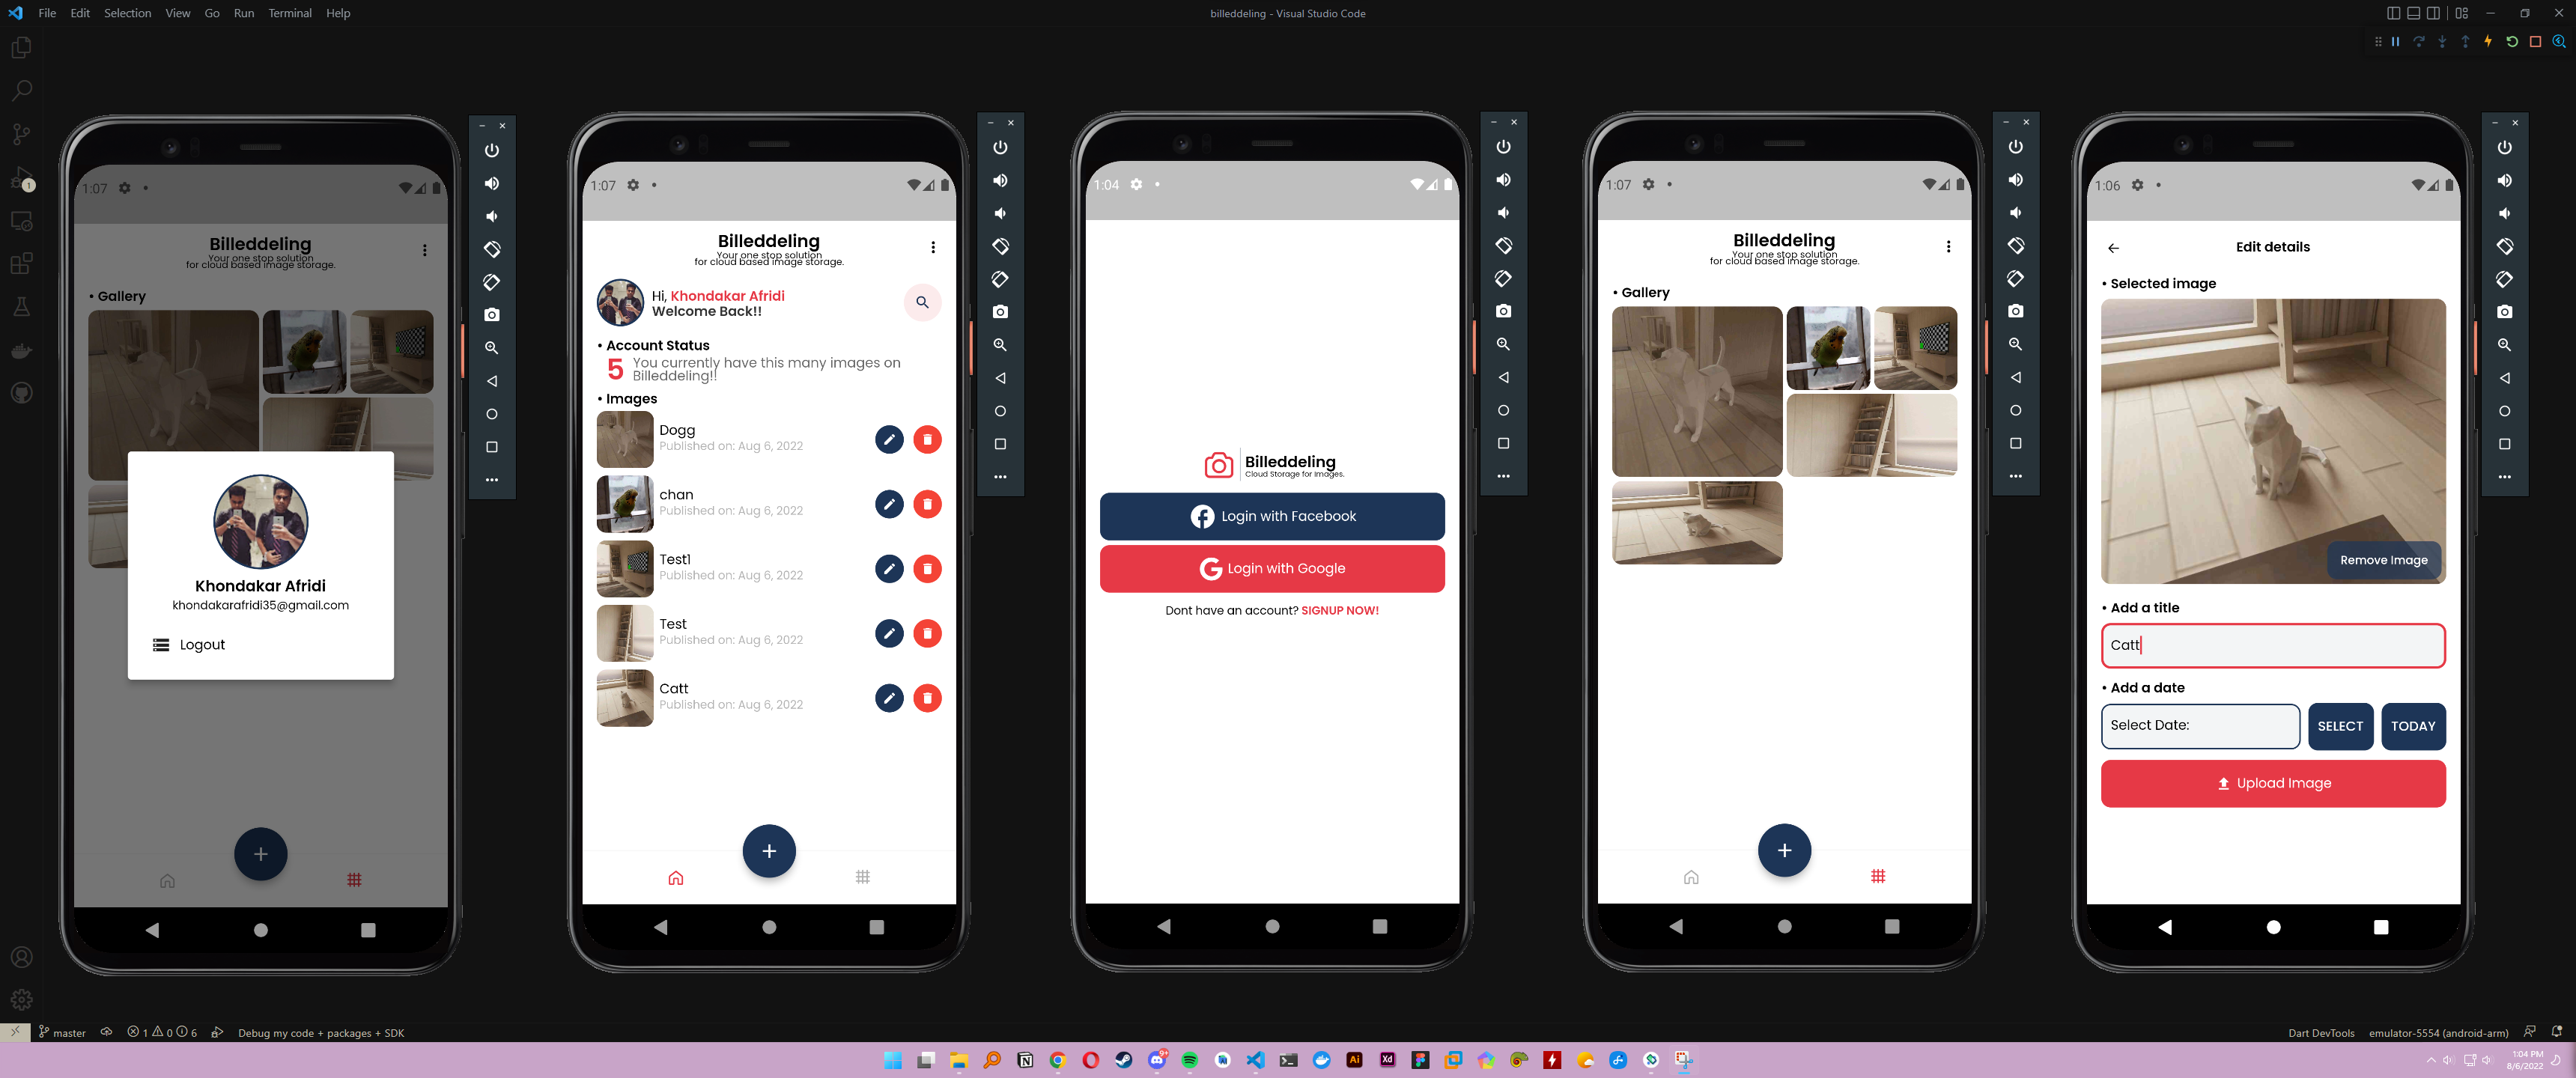 File Edit Selection View Go Run Terminal Help
billeddeling - Visual Studio Code
1
1:07
Billeddeling
Your one stop solution
for cloud based image storage.
• Gallery
Khondakar Afridi
khondakarafridi35@gmail.com
Logout
1:07
Billeddeling
Your one stop solution
for cloud based image storage.
Hi, Khondakar Afridi
Welcome Back!!
• Account Status
5 You currently have this many images on
Billeddeling!!
• Images
Dogg
Published on: Aug 6, 2022
chan
Published on: Aug 6, 2022
Test1
Published on: Aug 6, 2022
Test
Published on: Aug 6, 2022
Catt
Published on: Aug 6, 2022
1:04
Billeddeling
Cloud Storage for Images.
Login with Facebook
Login with Google
Dont have an account? SIGNUP NOW!
1:07
Billeddeling
Your one stop solution
for cloud based image storage.
• Gallery
1:06
Edit details
• Selected image
Remove Image
• Add a title
Catt
• Add a date
Select Date: SELECT TODAY
Upload Image
master 1 0 6 Debug my code + packages + SDK
Dart DevTools emulator-5554 (android-arm)
9+ Ai Xd
1:04 PM
8/6/2022